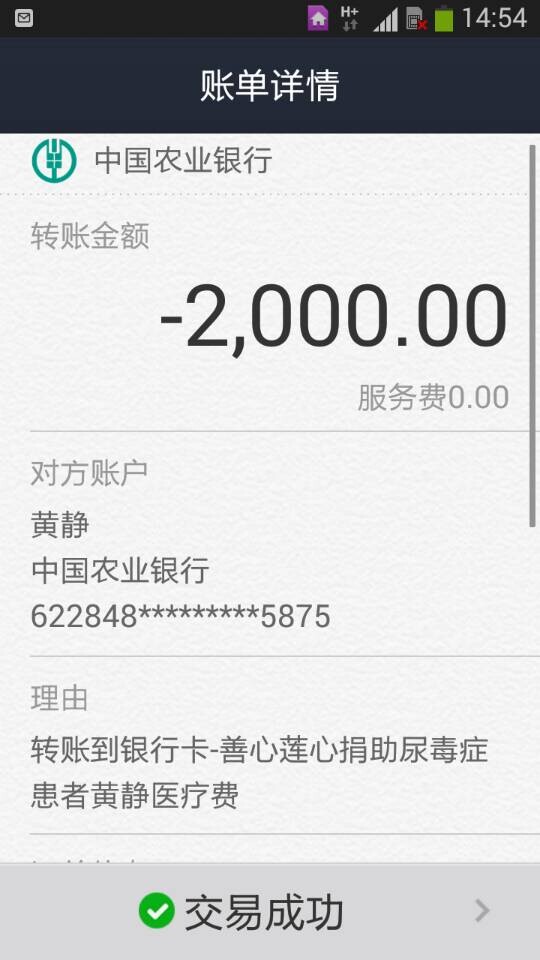 H+
14:54
账单详情
中国农业银行
转账金额
-2,000.00
服务费0.00
对方账户
黄静
中国农业银行
622848*********5875
理由
转账到银行卡-善心莲心捐助尿毒症
患者黄静医疗费
交易成功